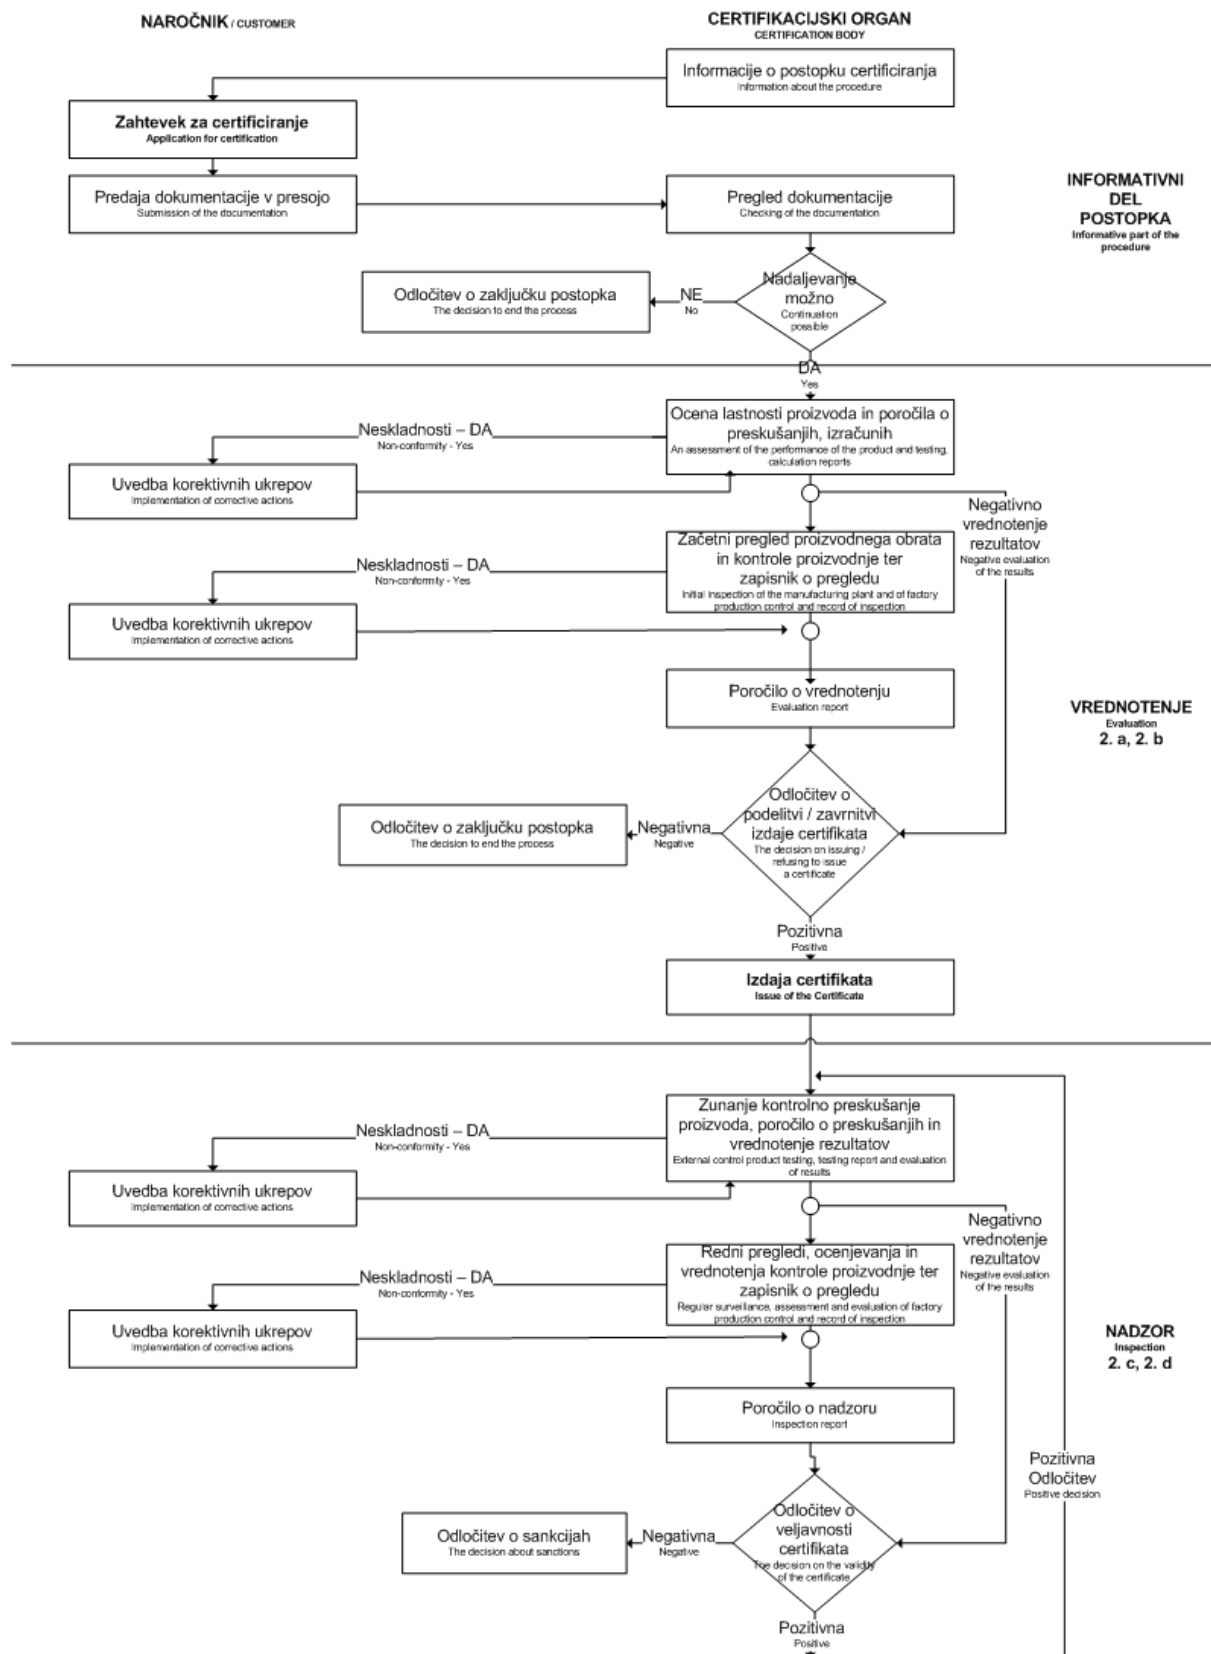 NAROČNIK / CUSTOMER
CERTIFIKACIJSKI ORGAN
CERTIFICATION BODY
Informacije o postopku certificiranja
Information about the procedure
Zahtevek za certificiranje
Application for certification
Predaja dokumentacije v presojo
Submission of the documentation
Pregled dokumentacije
Checking of the documentation
INFORMATIVNI
DEL
POSTOPKA
Informative part of the
procedure
Nadaljevanje
možno
Continuation
possible
NE
No
Odločitev o zaključku postopka
The decision to end the process
DA
Yes
Ocena lastnosti proizvoda in poročila o
preskušanjih, izračunih
An assessment of the performance of the product and testing,
calculation reports
Neskladnosti – DA
Non-conformity - Yes
Uvedba korektivnih ukrepov
Implementation of corrective actions
Negativno
vrednotenje
rezultatov
Negative evaluation
of the results
Začetni pregled proizvodnega obrata
in kontrole proizvodnje ter
zapisnik o pregledu
Initial inspection of the manufacturing plant and of factory
production control and record of inspection
Neskladnosti – DA
Non-conformity - Yes
Uvedba korektivnih ukrepov
Implementation of corrective actions
Poročilo o vrednotenju
Evaluation report
VREDNOTENJE
Evaluation
2. a, 2. b
Odločitev o
podelitvi / zavrnitvi
izdaje certifikata
The decision on issuing /
refusing to issue
a certificate
Negativna
Negative
Odločitev o zaključku postopka
The decision to end the process
Pozitivna
Positive
Izdaja certifikata
Issue of the Certificate
Zunanje kontrolno preskušanje
proizvoda, poročilo o preskušanjih in
vrednotenje rezultatov
External control product testing, testing report and evaluation
of results
Neskladnosti – DA
Non-conformity - Yes
Uvedba korektivnih ukrepov
Implementation of corrective actions
Negativno
vrednotenje
rezultatov
Negative evaluation
of the results
Redni pregledi, ocenjevanja in
vrednotenja kontrole proizvodnje ter
zapisnik o pregledu
Regular surveillance, assessment and evaluation of factory
production control and record of inspection
Neskladnosti – DA
Non-conformity - Yes
Uvedba korektivnih ukrepov
Implementation of corrective actions
NADZOR
Inspection
2. c, 2. d
Poročilo o nadzoru
Inspection report
Pozitivna
Odločitev
Positive decision
Odločitev o
veljavnosti
certifikata
The decision on the validity
of the certificate
Negativna
Negative
Odločitev o sankcijah
The decision about sanctions
Pozitivna
Positive